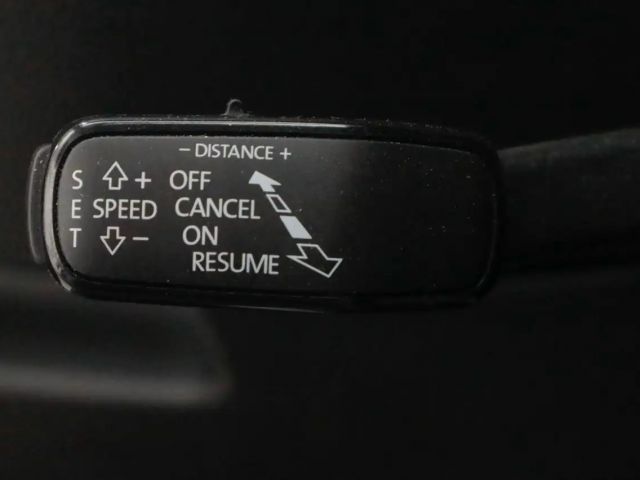 - DISTANCE +
S + OFF
E SPEED CANCEL
T - ON
RESUME